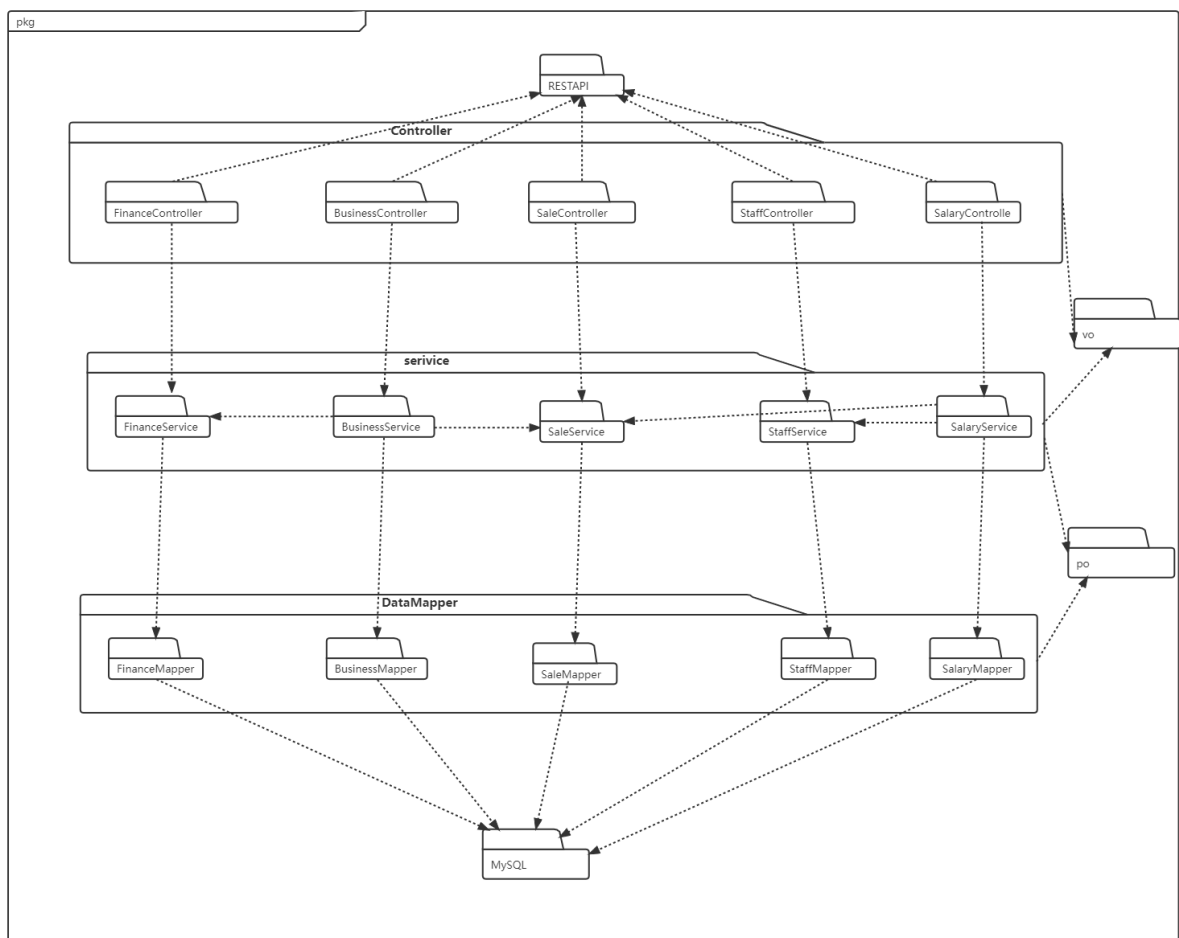 pkg
RESTAPI
Controller
FinanceController
BusinessController
SaleController
StaffController
SalaryControlle
vo
serivice
FinanceService
BusinessService
SaleService
StaffService
SalaryService
po
DataMapper
FinanceMapper
BusinessMapper
SaleMapper
StaffMapper
SalaryMapper
MySQL